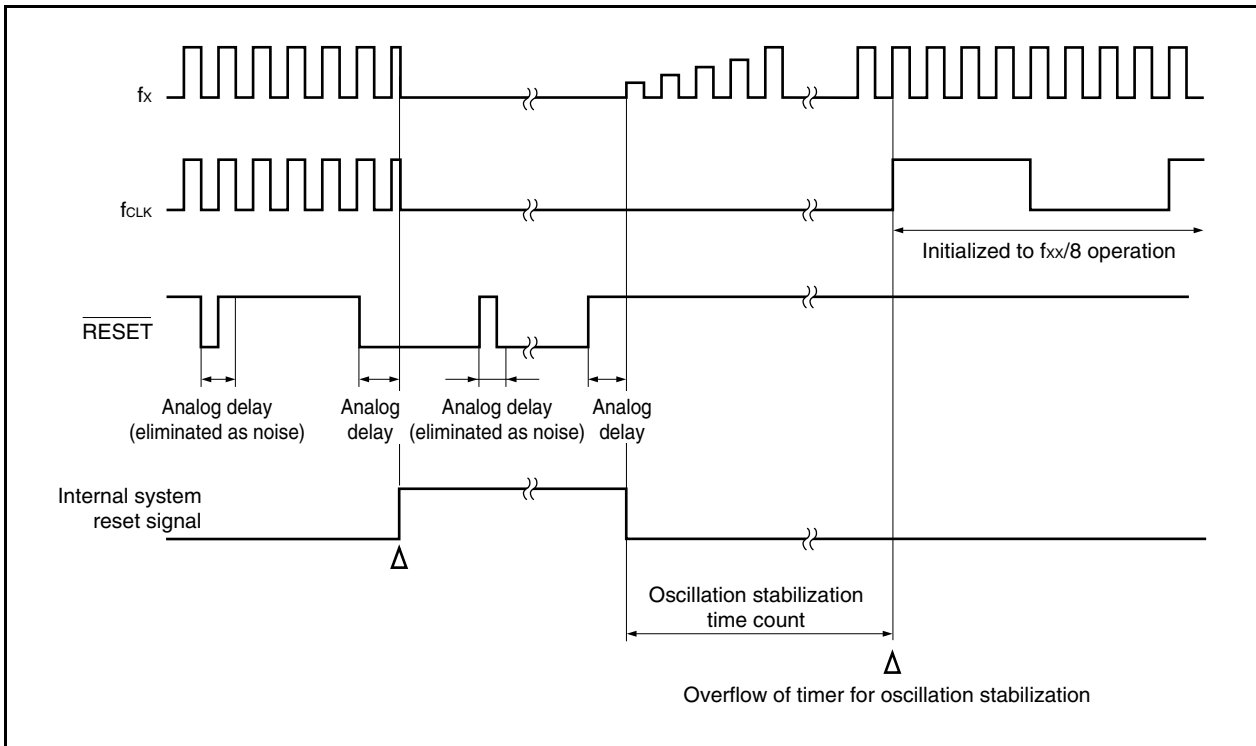 fX
fCLK
Initialized to fXX/8 operation
RESET
Analog delay
(eliminated as noise)
Analog
delay
Analog delay
(eliminated as noise)
Analog
delay
Internal system
reset signal
Oscillation stabilization
time count
Overflow of timer for oscillation stabilization